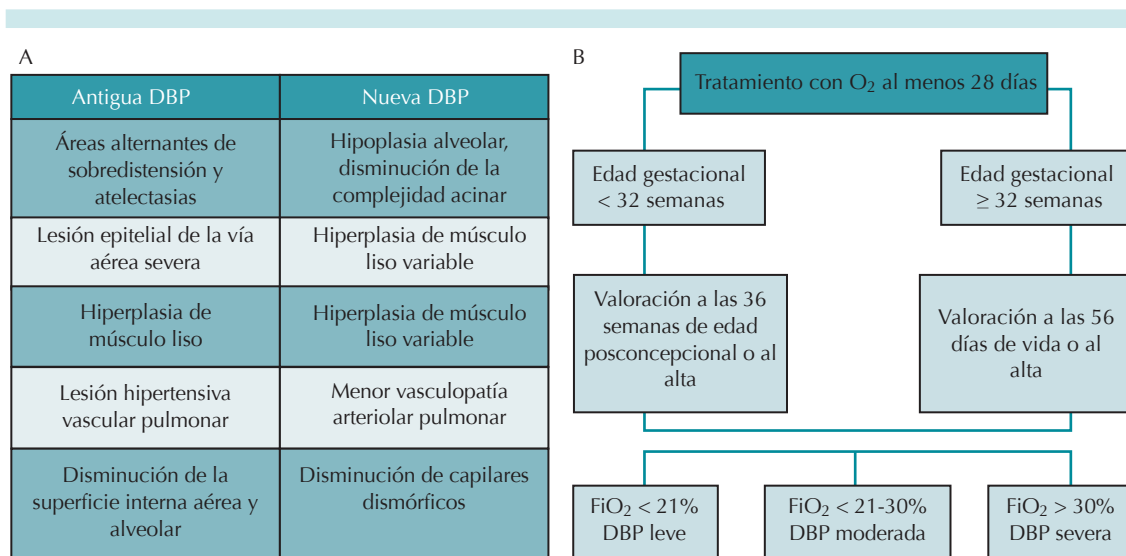 A
Antigua DBP
Nueva DBP
Áreas alternantes de
sobredistensión y
atelectasias
Hipoplasia alveolar,
disminución de la
complejidad acinar
Lesión epitelial de la vía
aérea severa
Hiperplasia de músculo
liso variable
Hiperplasia de
músculo liso
Hiperplasia de músculo
liso variable
Lesión hipertensiva
vascular pulmonar
Menor vasculopatía
arteriolar pulmonar
Disminución de la
superficie interna aérea y
alveolar
Disminución de capilares
dismórficos
B
Tratamiento con O₂ al menos 28 días
Edad gestacional
< 32 semanas
Edad gestacional
≥ 32 semanas
Valoración a las 36
semanas de edad
posconcepcional o al
alta
Valoración a las 56
días de vida o al
alta
FiO₂ < 21%
DBP leve
FiO₂ < 21-30%
DBP moderada
FiO₂ > 30%
DBP severa